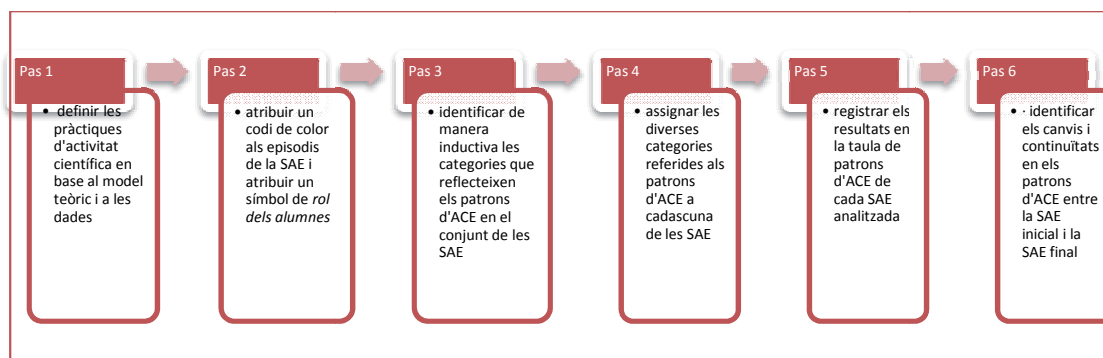 Pas 1
• definir les
pràctiques
d'activitat
científica en
base al model
teòric i a les
dades
Pas 2
• atribuir un
codi de color
als episodis
de la SAE i
atribuir un
símbol de rol
dels alumnes
Pas 3
• identificar de
manera
inductiva les
categories que
reflecteixen
els patrons
d'ACE en el
conjunt de les
SAE
Pas 4
• assignar les
diverses
categories
referides als
patrons
d'ACE a
cadascuna
de les SAE
Pas 5
• registrar els
resultats en
la taula de
patrons
d'ACE de
cada SAE
analitzada
Pas 6
• · identificar
els canvis i
continuïtats
en els
patrons
d'ACE entre
la SAE
inicial i la
SAE final